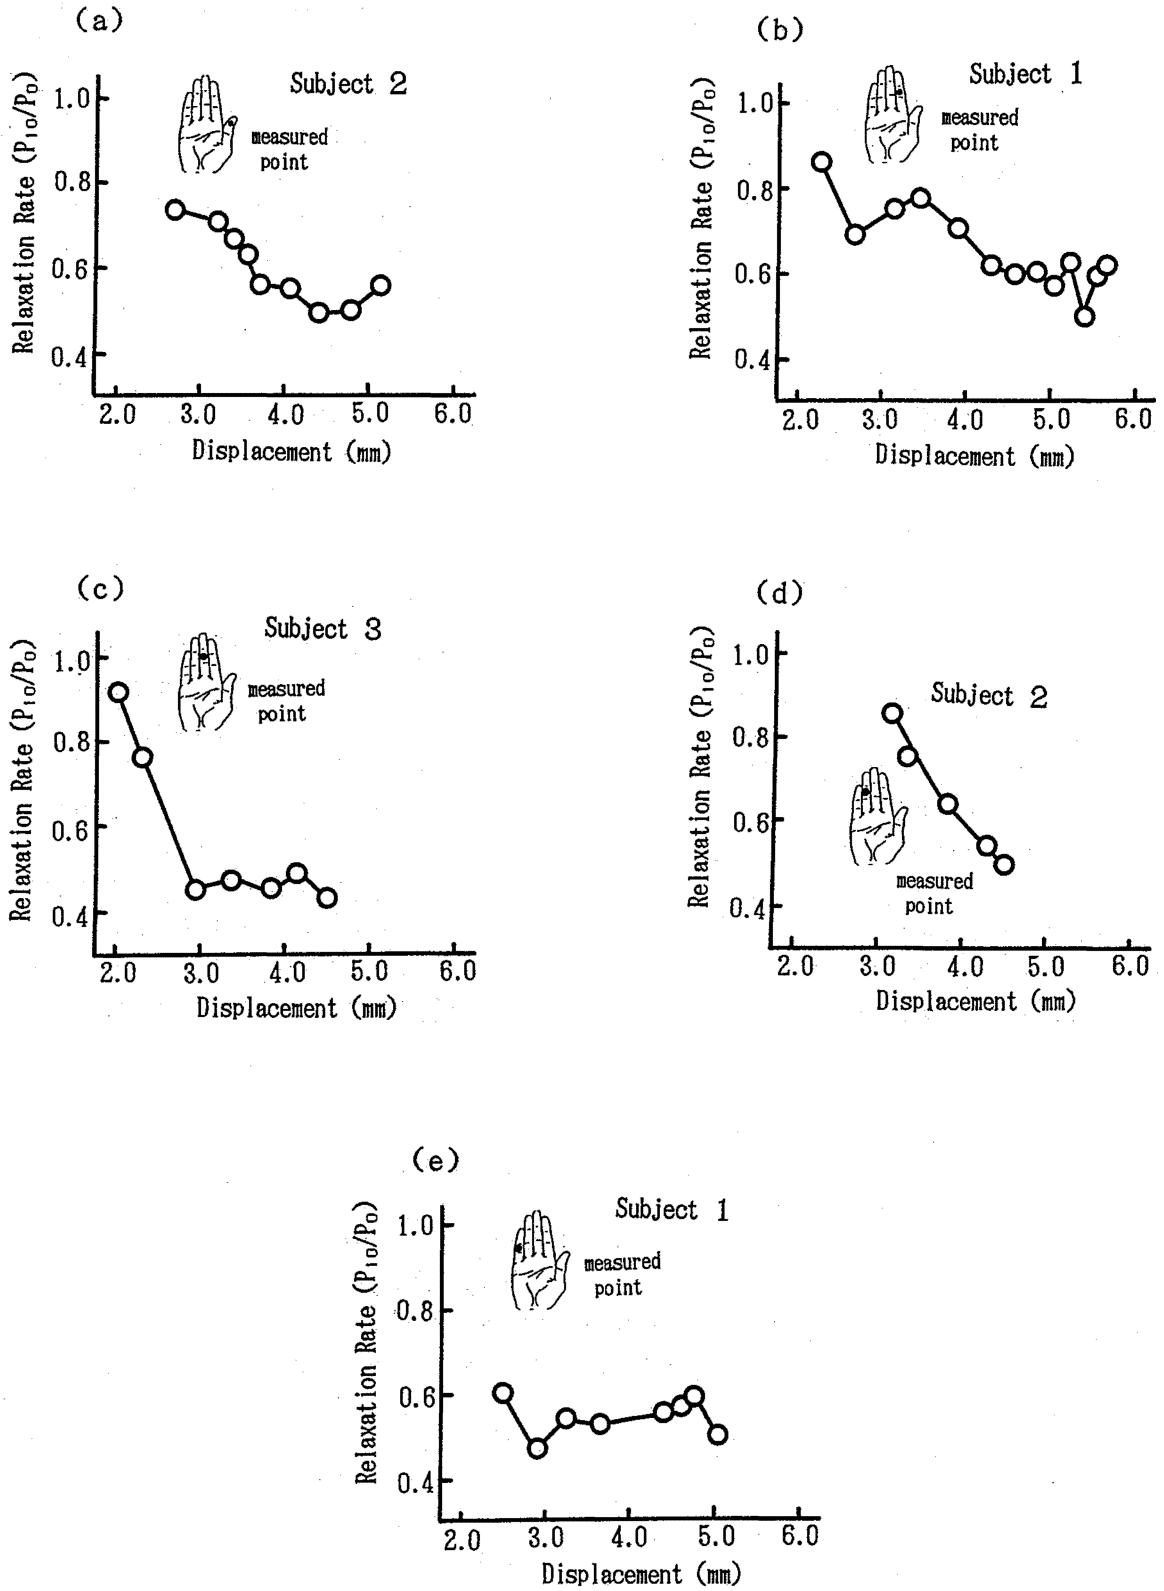 (a)
Subject 2
measured
point
Relaxation Rate (P₁₀/P₀)
1.0
0.8
0.6
0.4
2.0 3.0 4.0 5.0 6.0
Displacement (mm)
(b)
Subject 1
measured
point
Relaxation Rate (P₁₀/P₀)
1.0
0.8
0.6
0.4
2.0 3.0 4.0 5.0 6.0
Displacement (mm)
(c)
Subject 3
measured
point
Relaxation Rate (P₁₀/P₀)
1.0
0.8
0.6
0.4
2.0 3.0 4.0 5.0 6.0
Displacement (mm)
(d)
Subject 2
measured
point
Relaxation Rate (P₁₀/P₀)
1.0
0.8
0.6
0.4
2.0 3.0 4.0 5.0 6.0
Displacement (mm)
(e)
Subject 1
measured
point
Relaxation Rate (P₁₀/P₀)
1.0
0.8
0.6
0.4
2.0 3.0 4.0 5.0 6.0
Displacement (mm)